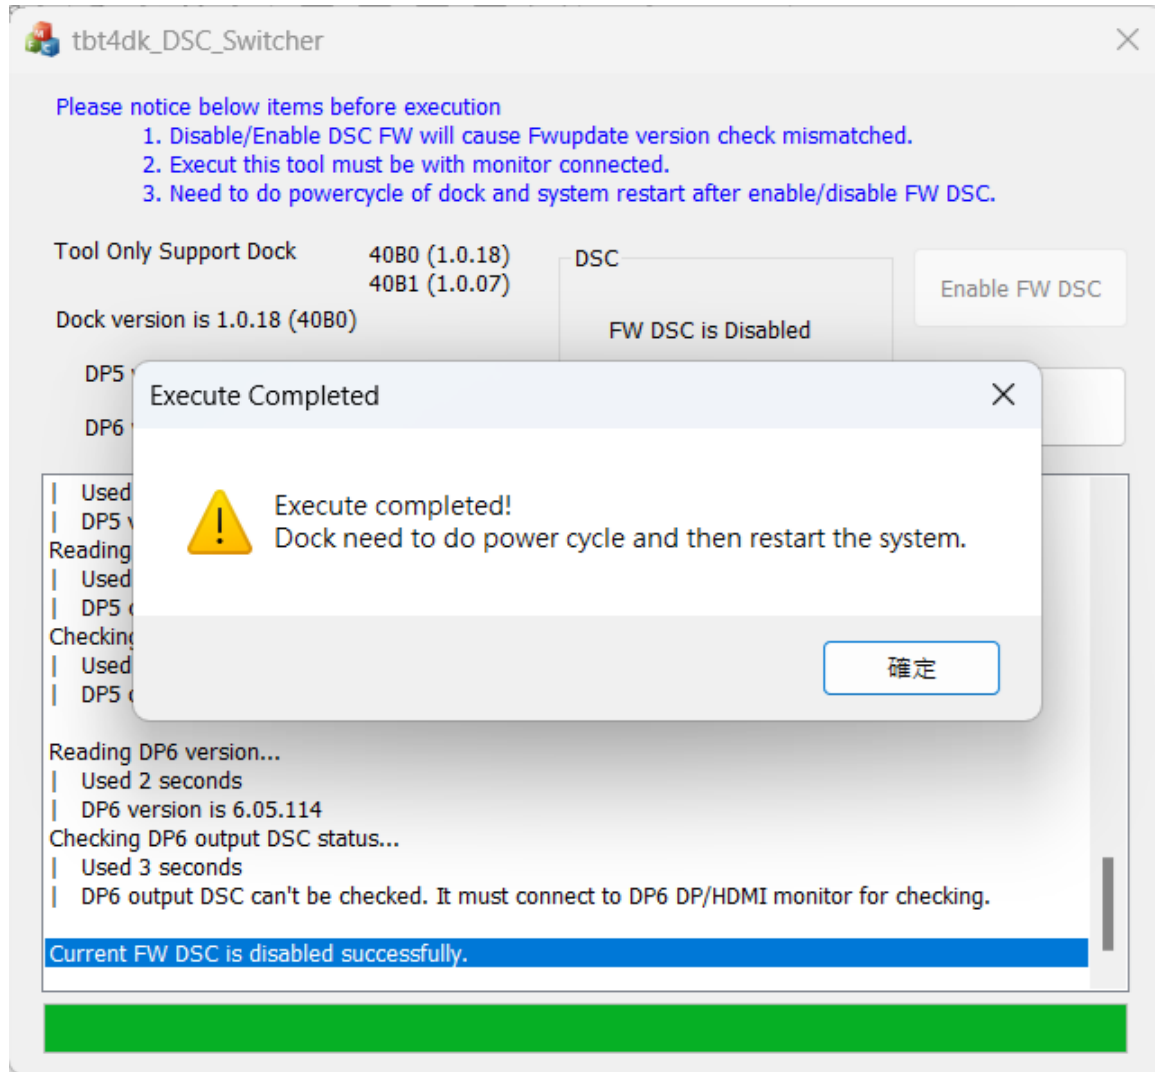 tbt4dk_DSC_Switcher
Please notice below items before execution
1. Disable/Enable DSC FW will cause Fwupdate version check mismatched.
2. Execut this tool must be with monitor connected.
3. Need to do powercycle of dock and system restart after enable/disable FW DSC.
Tool Only Support Dock
40B0 (1.0.18)
40B1 (1.0.07)
Dock version is 1.0.18 (40B0)
DSC
FW DSC is Disabled
Enable FW DSC
DP5
DP6
Execute Completed
Execute completed!
Dock need to do power cycle and then restart the system.
確定
| Used
| DP5
Reading
| Used
| DP5
Checking
| Used
| DP5
Reading DP6 version...
| Used 2 seconds
| DP6 version is 6.05.114
Checking DP6 output DSC status...
| Used 3 seconds
| DP6 output DSC can't be checked. It must connect to DP6 DP/HDMI monitor for checking.
Current FW DSC is disabled successfully.